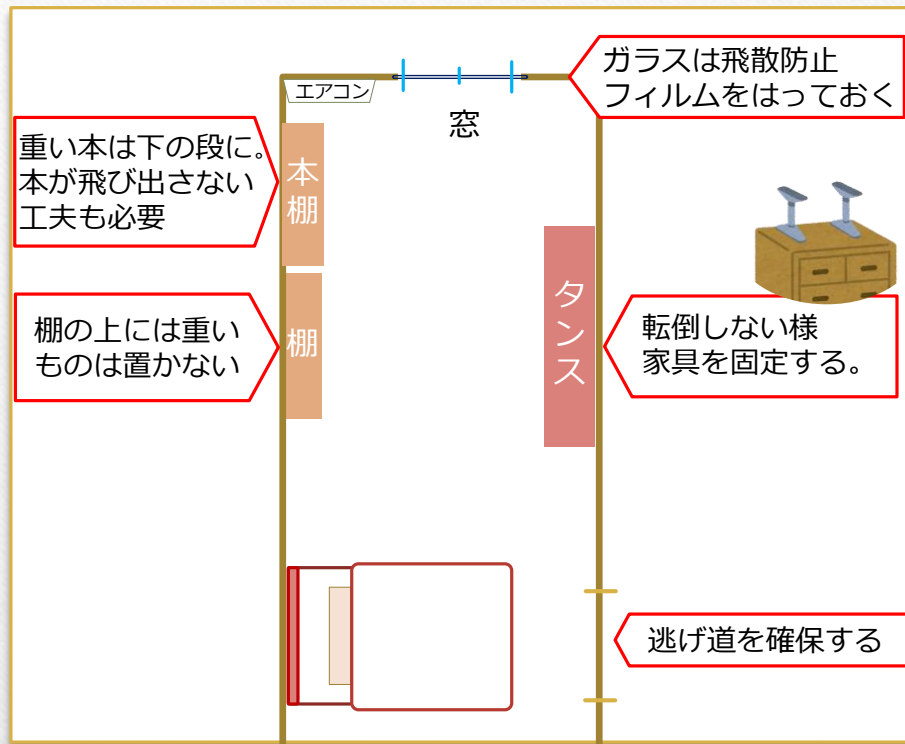 ガラスは飛散防止
フィルムをはっておく
エアコン
窓
重い本は下の段に。
本が飛び出さない
工夫も必要
本棚
棚の上には重い
ものは置かない
棚
タンス
転倒しない様
家具を固定する。
逃げ道を確保する